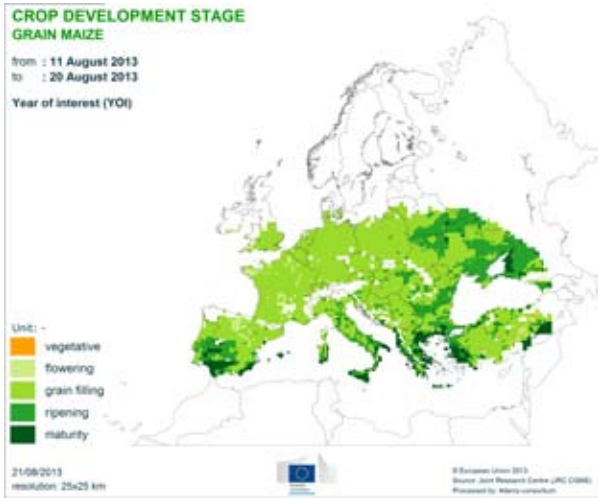 CROP DEVELOPMENT STAGE
GRAIN MAIZE
from : 11 August 2013
to : 20 August 2013
Year of interest (YOI)
Unit: -
vegetative
flowering
grain filling
ripening
maturity
21/08/2013
resolution: 25x25 km
© European Union 2013
Source: Joint Research Centre (JRC CGMS)
Processed by: Alterra consortium